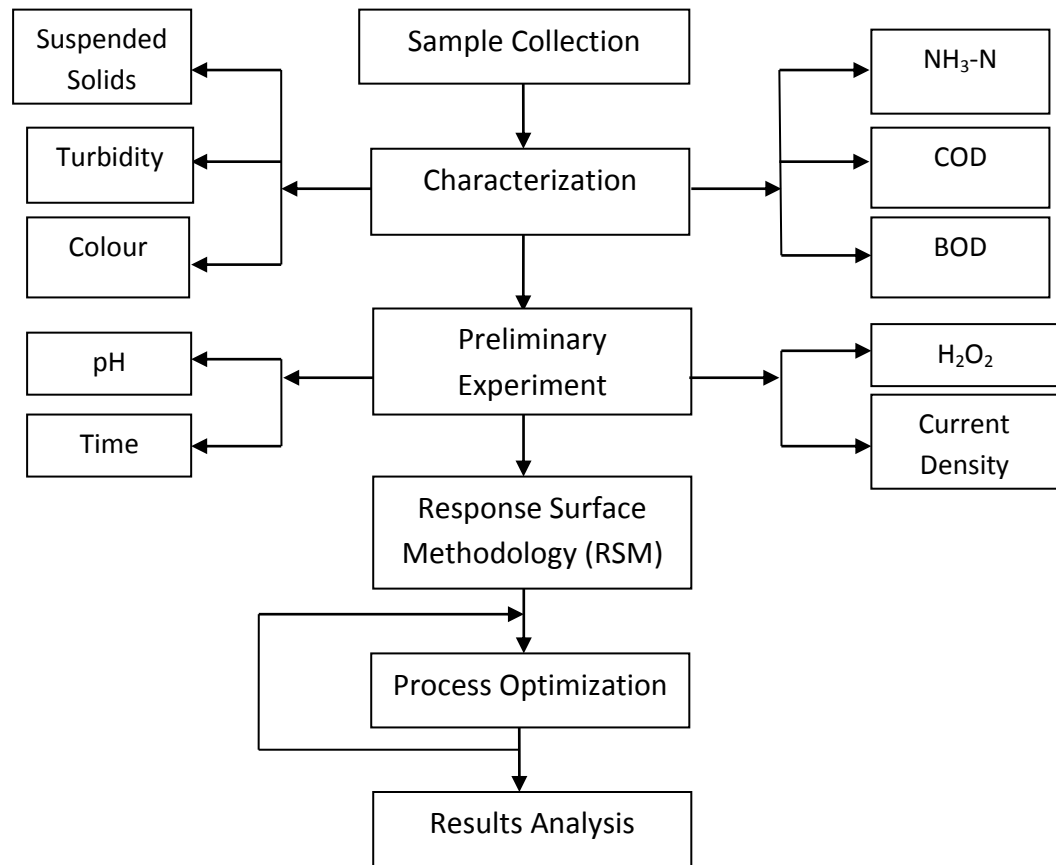 Suspended
Solids
Sample Collection
NH₃-N
Turbidity
Characterization
COD
Colour
BOD
Preliminary
Experiment
pH
H₂O₂
Time
Current
Density
Response Surface
Methodology (RSM)
Process Optimization
Results Analysis